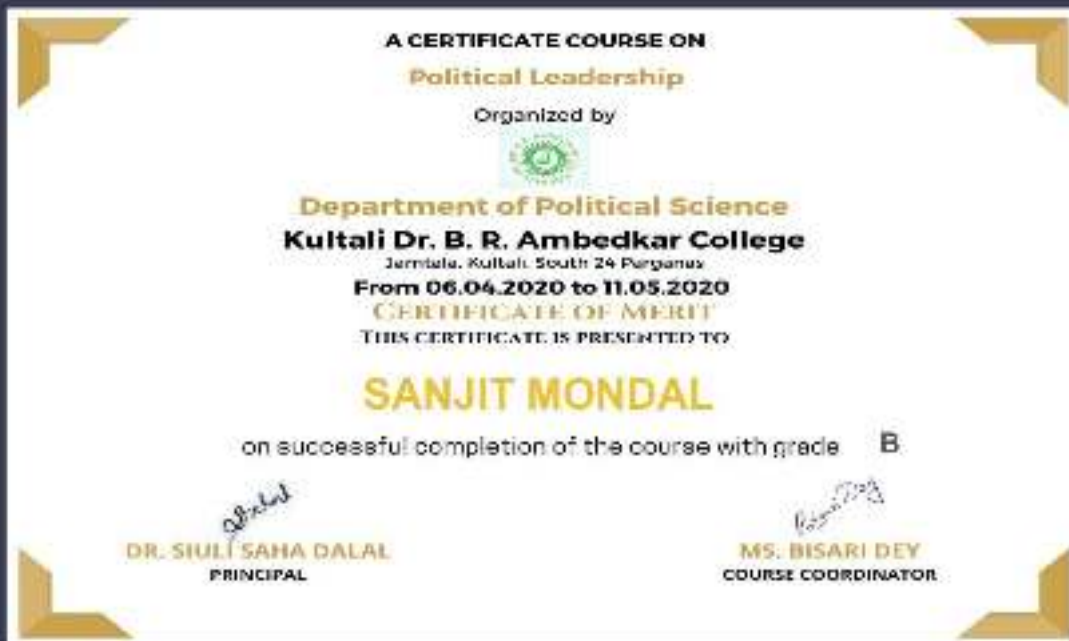 A CERTIFICATE COURSE ON
Political Leadership
Organized by
Department of Political Science
Kultali Dr. B. R. Ambedkar College
Jamtala, Kultali, South 24 Parganas
From 06.04.2020 to 11.05.2020
CERTIFICATE OF MERIT
THIS CERTIFICATE IS PRESENTED TO
SANJIT MONDAL
on successful completion of the course with grade B
DR. SIULI SAHA DALAL
MS. BISARI DEY
PRINCIPAL
COURSE COORDINATOR